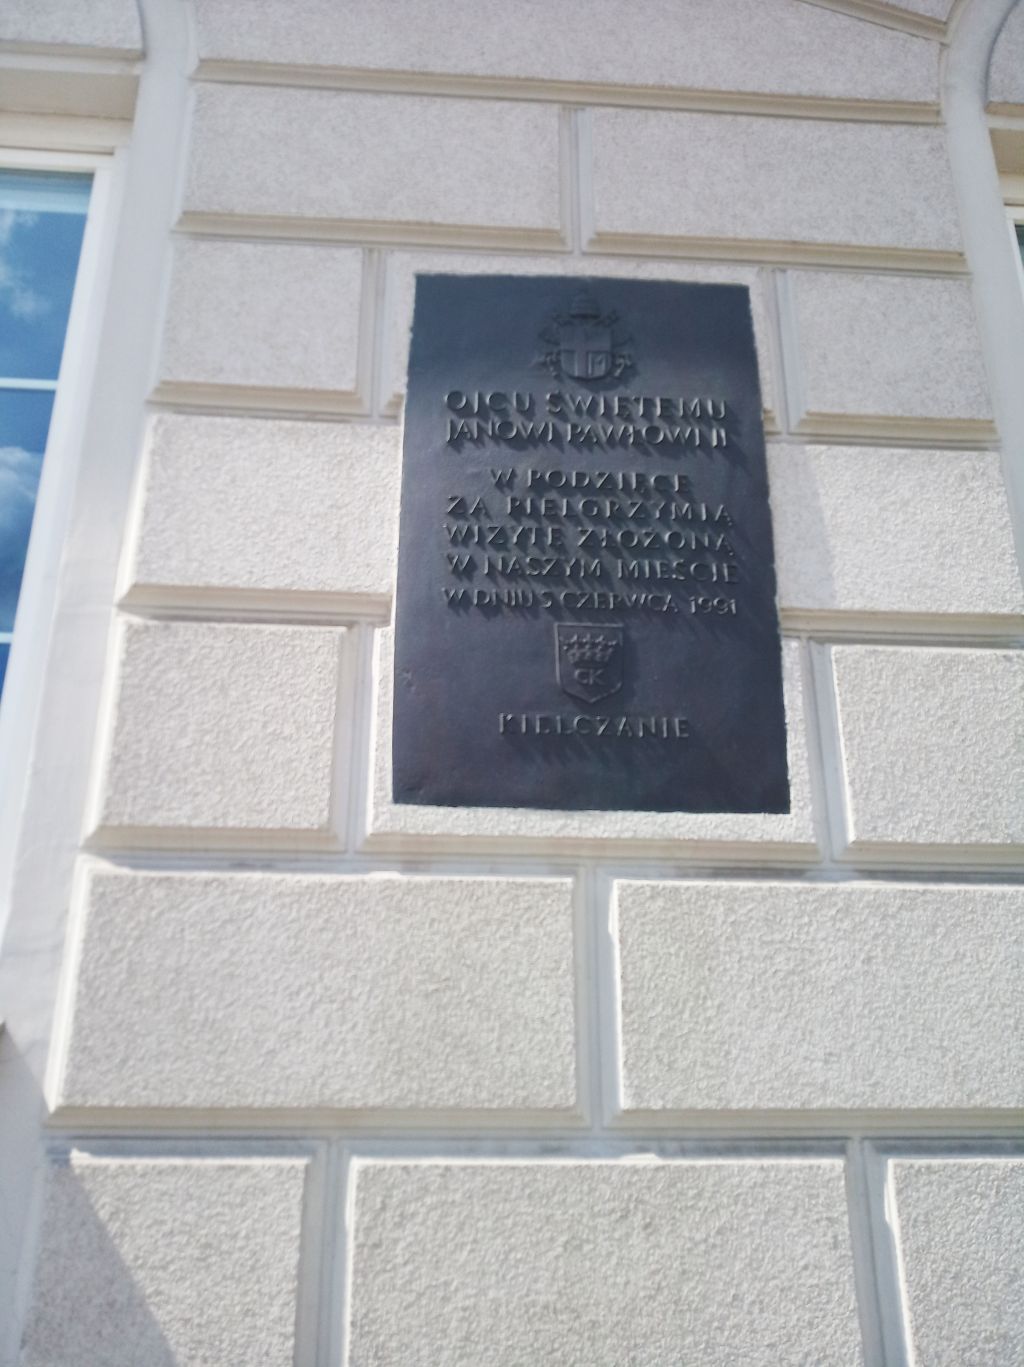 M
OJCU ŚWIĘTEMU
JANOWI PAWŁOWI II
W PODZIĘCE
ZA PIELGRZYMIĄ
WIZYTĘ ZŁOŻONĄ
W NASZYM MIEŚCIE
W DNIU 3 CZERWCA 1991
CK
KIELCZANIE